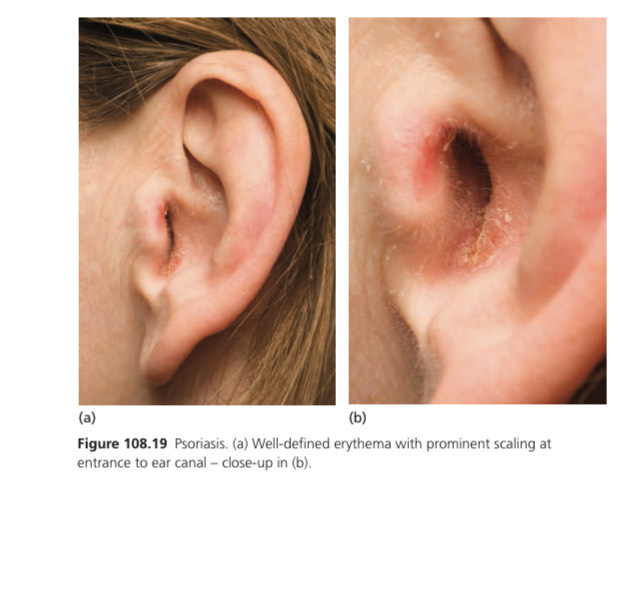 (a)
(b)
Figure 108.19 Psoriasis. (a) Well-defined erythema with prominent scaling at
entrance to ear canal – close-up in (b).